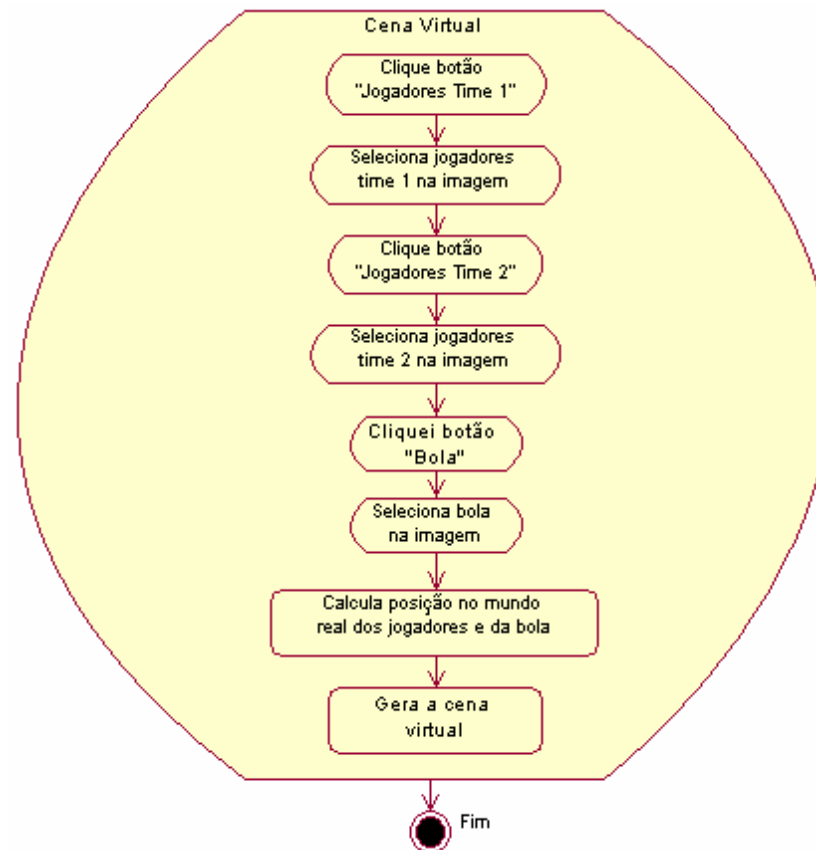 Cena Virtual
Clique botão
"Jogadores Time 1"
Seleciona jogadores
time 1 na imagem
Clique botão
"Jogadores Time 2"
Seleciona jogadores
time 2 na imagem
Cliquei botão
"Bola"
Seleciona bola
na imagem
Calcula posição no mundo
real dos jogadores e da bola
Gera a cena
virtual
Fim